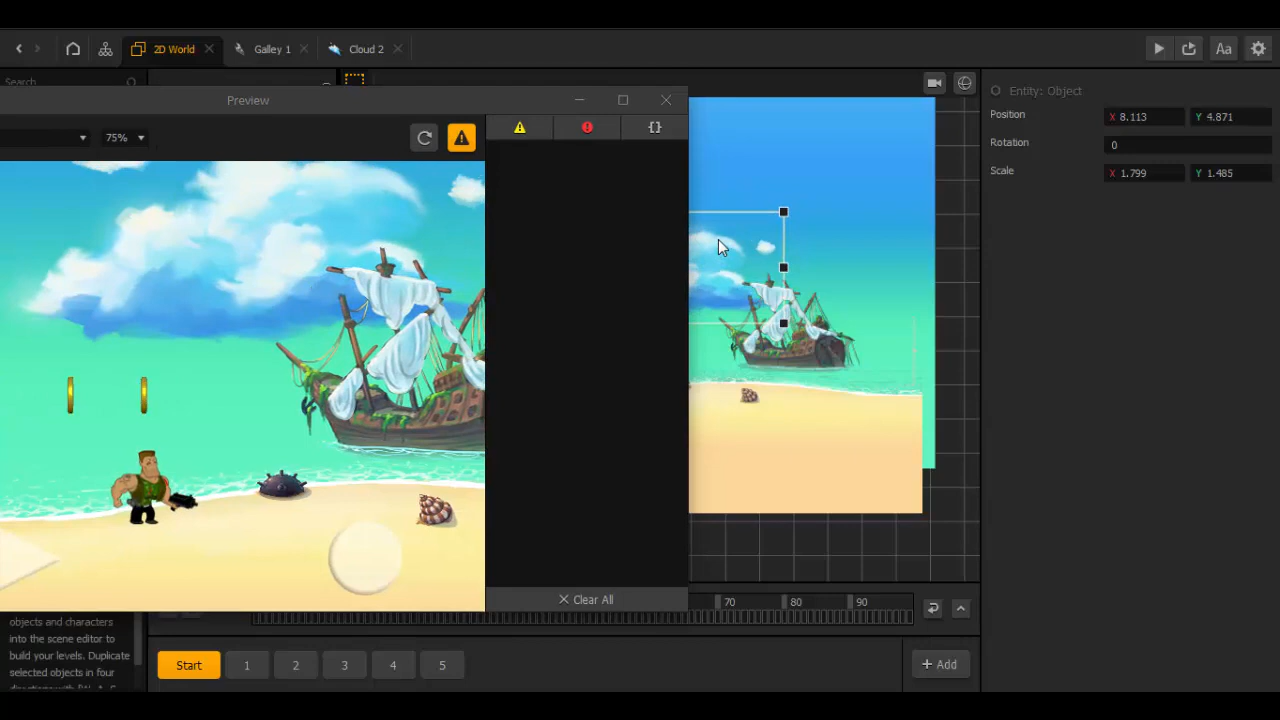 2D World
Galley 1
Cloud 2
Aa
Search
Preview
75%
{}
Clear All
Entity: Object
Position
X 8.113
Y 4.871
Rotation
0
Scale
X 1.799
Y 1.485
70
80
90
objects and characters
into the scene editor to
build your levels. Duplicate
selected objects in four
Start
1
2
3
4
5
+ Add